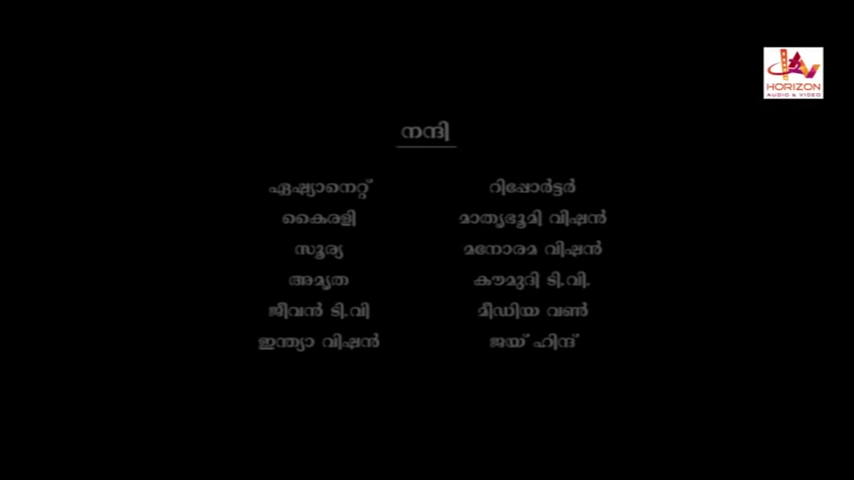 HORIZON
AUDIO & VIDEO
നന്ദി
ഏഷ്യാനെറ്റ് റിപ്പോർട്ടർ
കൈരളി മാതൃഭൂമി വിഷൻ
സൂര്യ മനോരമ വിഷൻ
അമൃത കൗമുദി ടി.വി.
ജീവൻ ടി.വി മീഡിയ വൺ
ഇന്ത്യാ വിഷൻ ജയ് ഹിന്ദ്